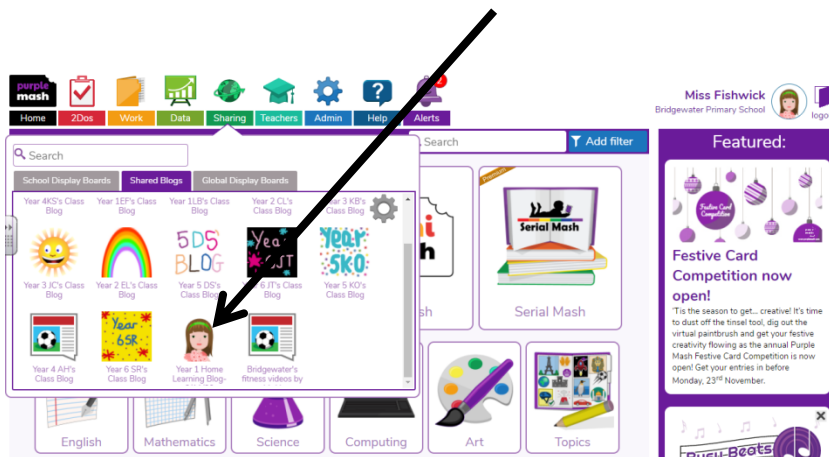 purple
mash
Home
2Dos
Work
Data
Sharing
Teachers
Admin
Help
Alerts
Miss Fishwick
Bridgewater Primary School
Search
Add filter
Search
School Display Boards
Shared Blogs
Global Display Boards
Year 4KS's Class
Blog
Year 1EF's Class
Blog
Year 1LB's Class
Blog
Year 2 CL's
Class Blog
Year 3 KB's
Class Blog
5DS
BLOG
Year
5KO
Year 3 JC's Class
Blog
Year 2 EL's Class
Blog
Year 5 DS's
Class Blog
6 JT's Class
Blog
Year 5 KO's
Class Blog
Year
6SR
Year 4 AH's
Class Blog
Year 6 SR's
Class Blog
Year 1 Home
Learning Blog-
Bridgewater's
fitness videos by
Serial Mash
Serial Mash
English
Mathematics
Science
Computing
Art
Topics
Featured:
Festive Card
Competition
Festive Card
Competition now
open!
'Tis the season to get... creative! It's time
to dust off the tinsel tool, dig out the
virtual paintbrush and get your festive
creativity flowing as the annual Purple
Mash Festive Card Competition is now
open! Get your entries in before
Monday, 23rd November.
Busy Beats